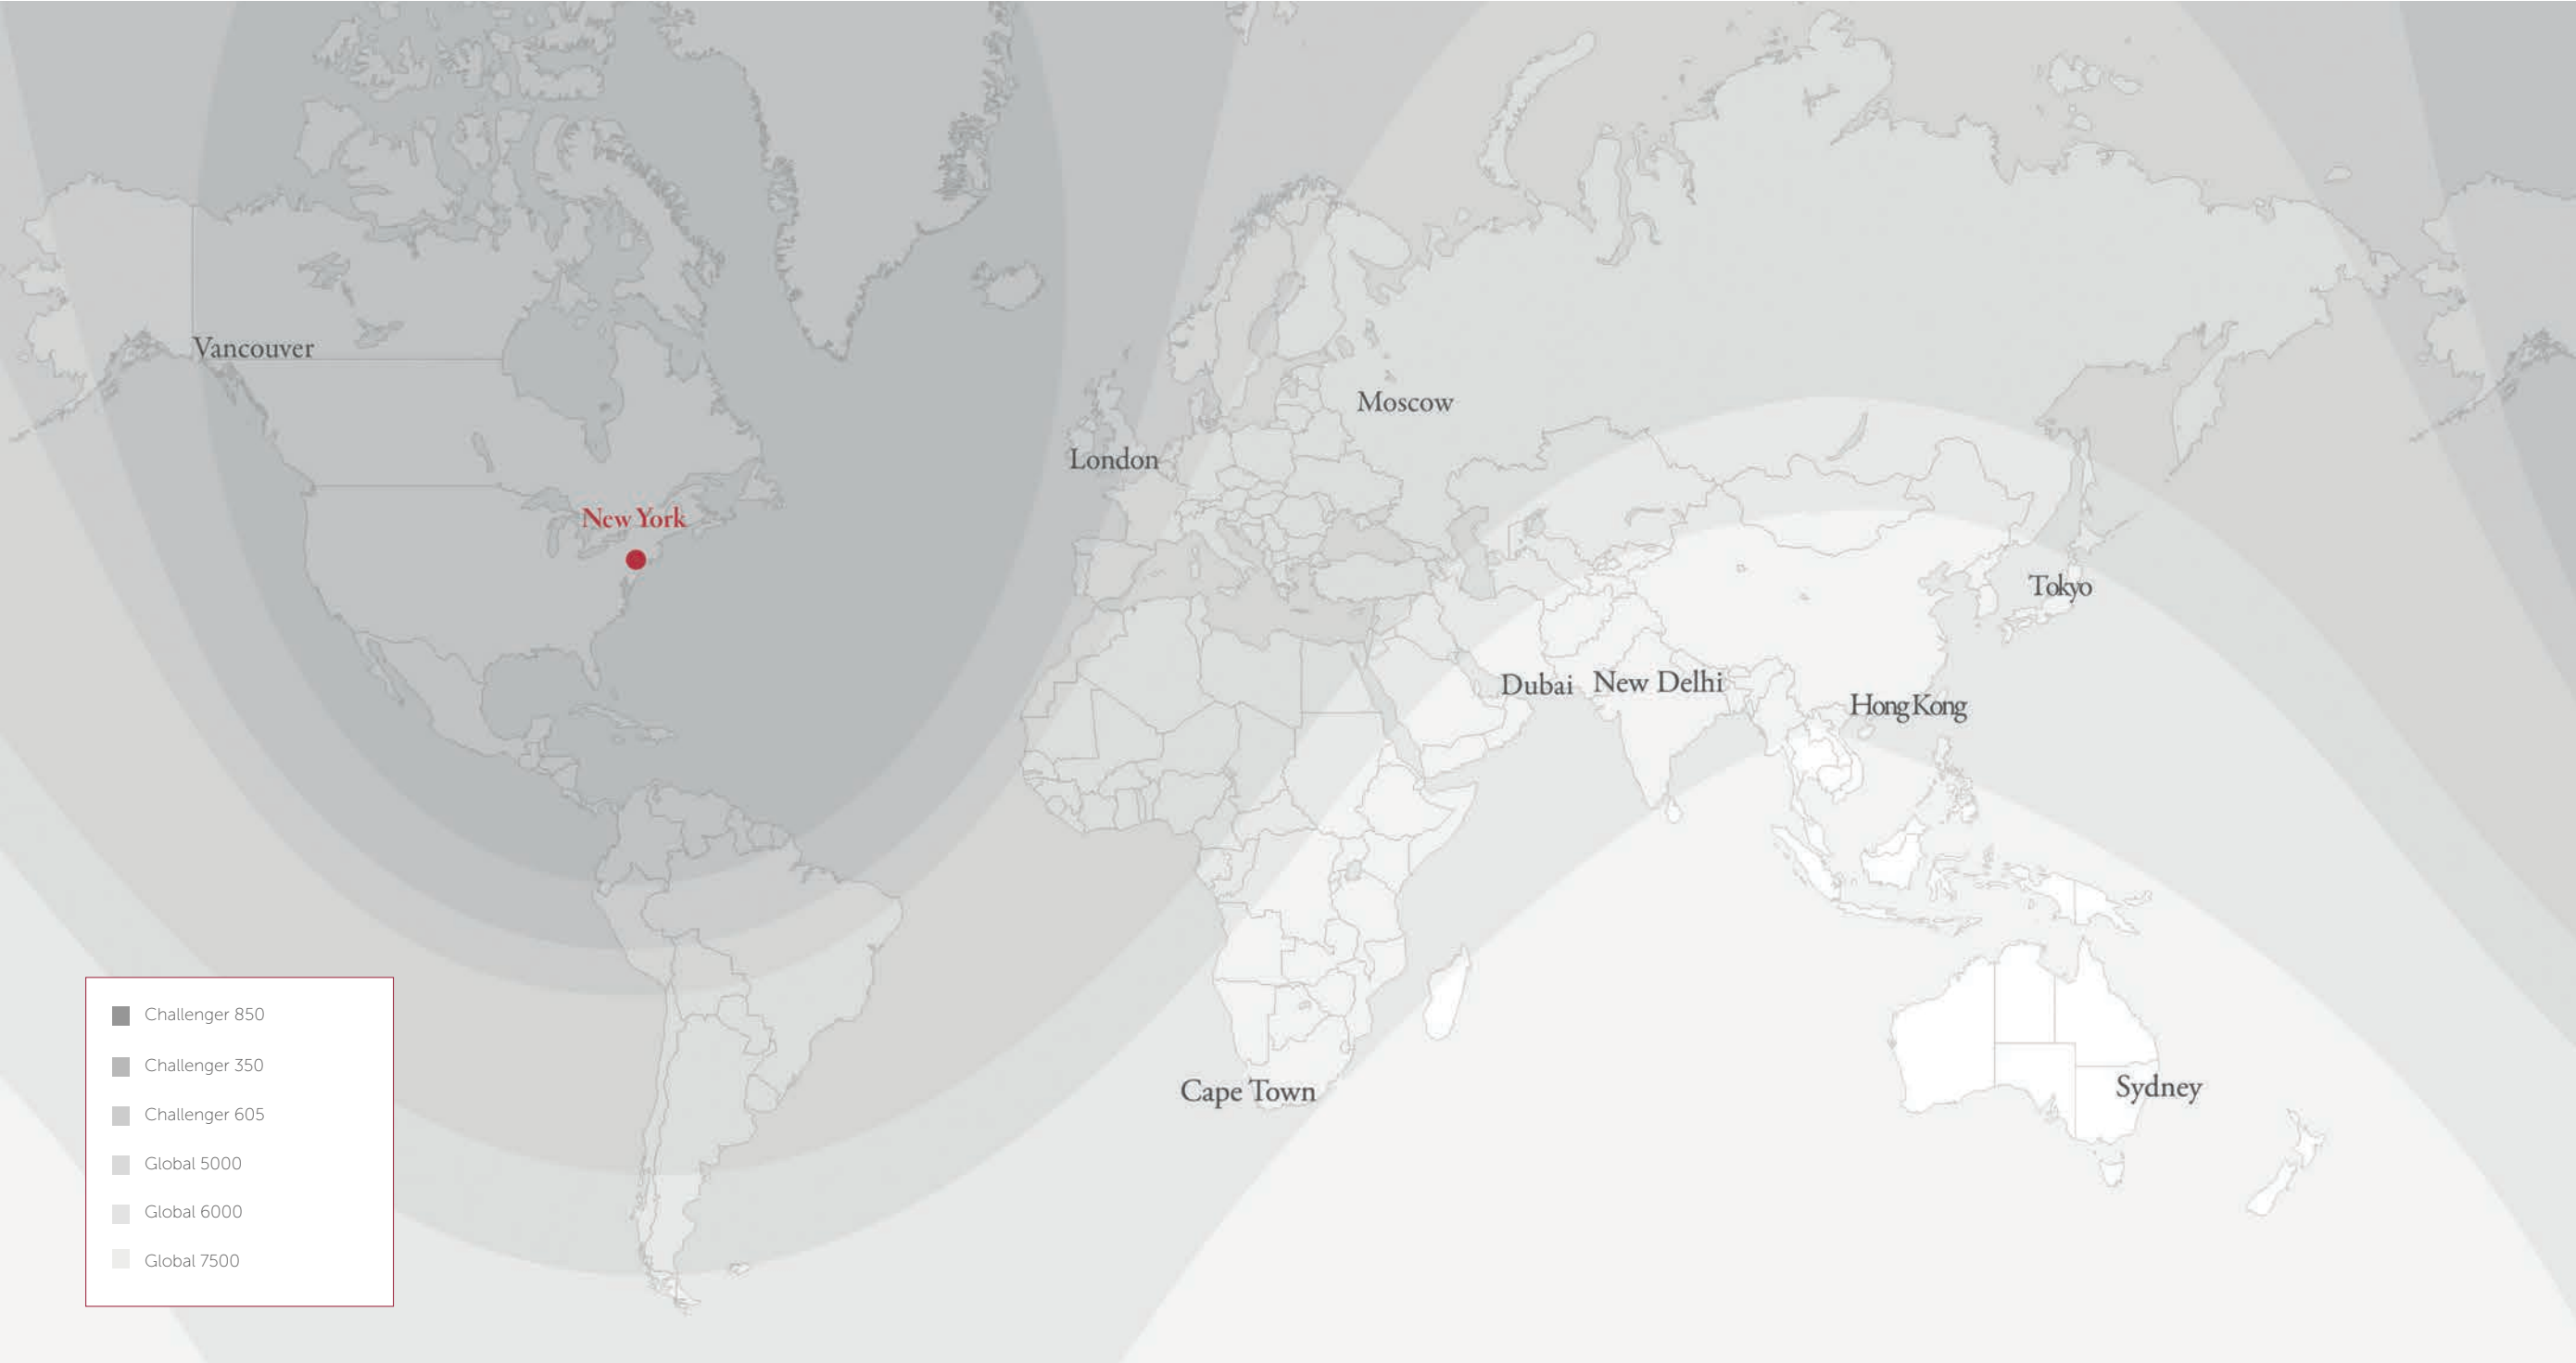 Vancouver
Moscow
London
New York
Tokyo
Dubai
New Delhi
Hong Kong
Cape Town
Sydney
Challenger 850
Challenger 350
Challenger 605
Global 5000
Global 6000
Global 7500